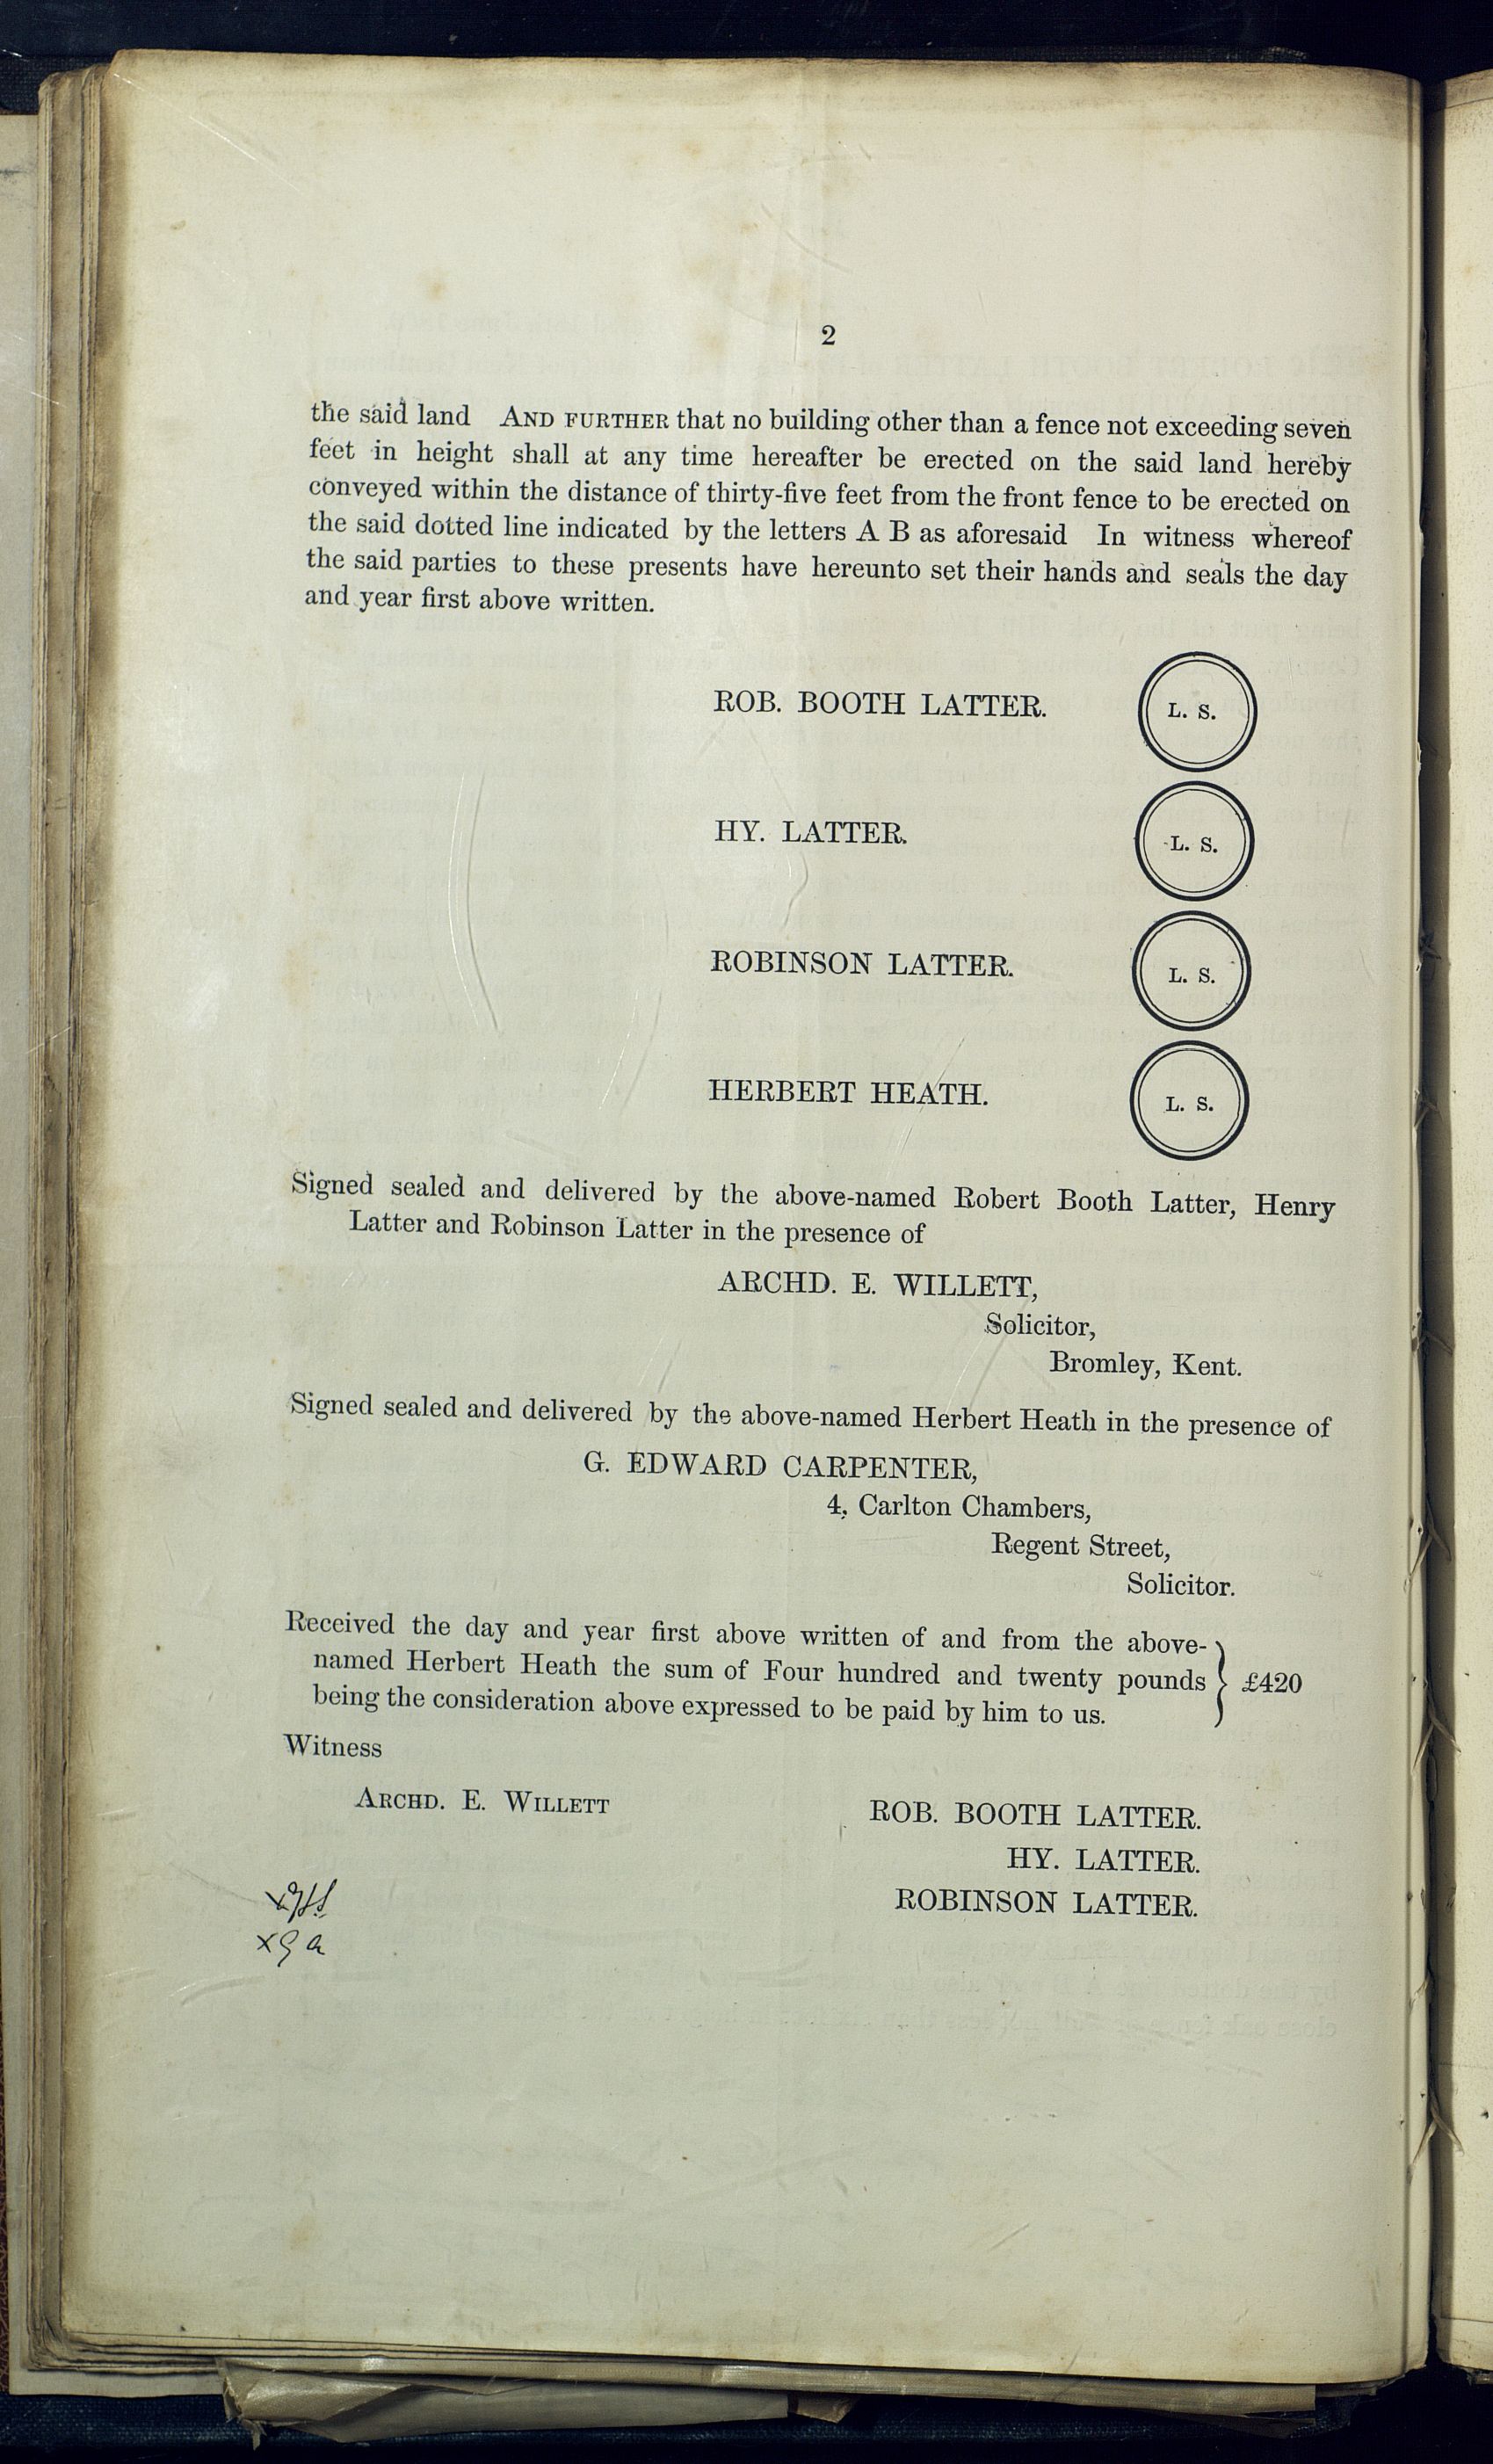 2
the said land AND FURTHER that no building other than a fence not exceeding seven
feet in height shall at any time hereafter be erected on the said land hereby
conveyed within the distance of thirty-five feet from the front fence to be erected on
the said dotted line indicated by the letters A B as aforesaid In witness whereof
the said parties to these presents have hereunto set their hands and seals the day
and year first above written.
ROB. BOOTH LATTER. L. S.
HY. LATTER. L. S.
ROBINSON LATTER. L. S.
HERBERT HEATH. L. S.
Signed sealed and delivered by the above-named Robert Booth Latter, Henry
Latter and Robinson Latter in the presence of
ARCHD. E. WILLETT,
Solicitor,
Bromley, Kent.
Signed sealed and delivered by the above-named Herbert Heath in the presence of
G. EDWARD CARPENTER,
4, Carlton Chambers,
Regent Street,
Solicitor.
Received the day and year first above written of and from the above-
named Herbert Heath the sum of Four hundred and twenty pounds } £420
being the consideration above expressed to be paid by him to us.
Witness
ARCHD. E. WILLETT
ROB. BOOTH LATTER.
HY. LATTER.
ROBINSON LATTER.